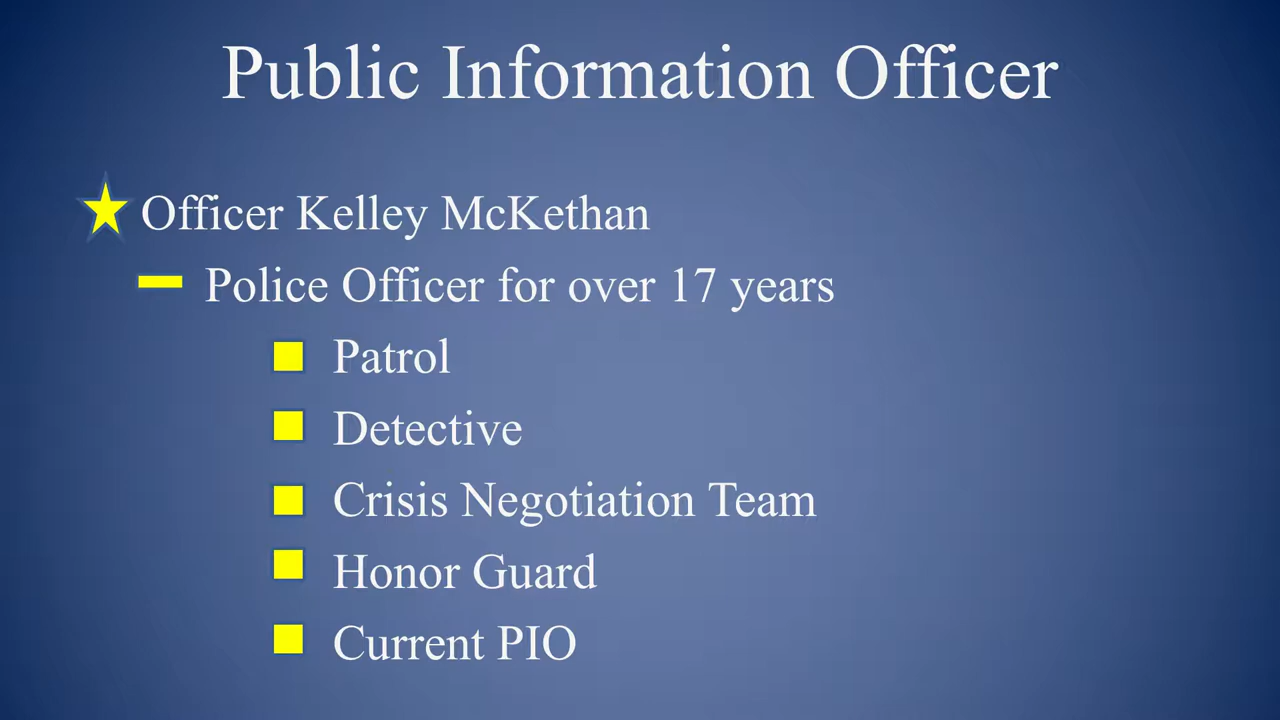 Public Information Officer
Officer Kelley McKethan
Police Officer for over 17 years
Patrol
Detective
Crisis Negotiation Team
Honor Guard
Current PIO